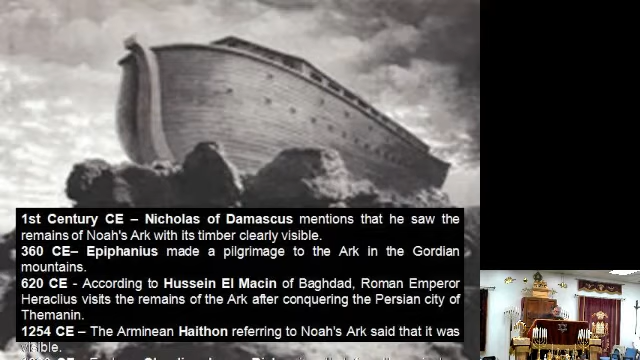 1st Century CE – Nicholas of Damascus mentions that he saw the
remains of Noah's Ark with its timber clearly visible.
360 CE– Epiphanius made a pilgrimage to the Ark in the Gordian
mountains.
620 CE - According to Hussein El Macin of Baghdad, Roman Emperor
Heraclius visits the remains of the Ark after conquering the Persian city of
Themanin.
1254 CE – The Arminean Haithon referring to Noah's Ark said that it was
visible.